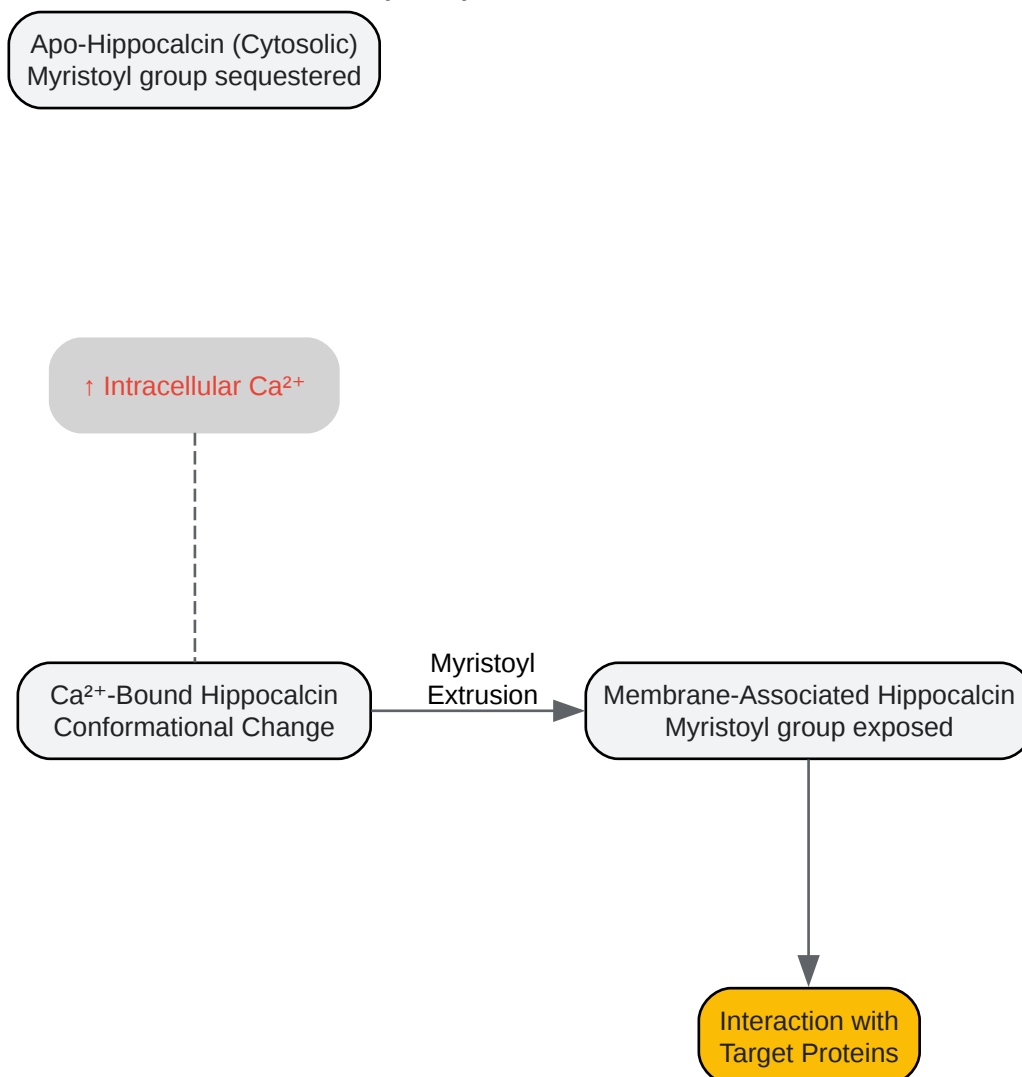 Apo-Hippocalcin (Cytosolic)
Myristoyl group sequestered
↑ Intracellular Ca²⁺
Ca²⁺-Bound Hippocalcin
Conformational Change
Myristoyl
Extrusion
Membrane-Associated Hippocalcin
Myristoyl group exposed
Interaction with
Target Proteins